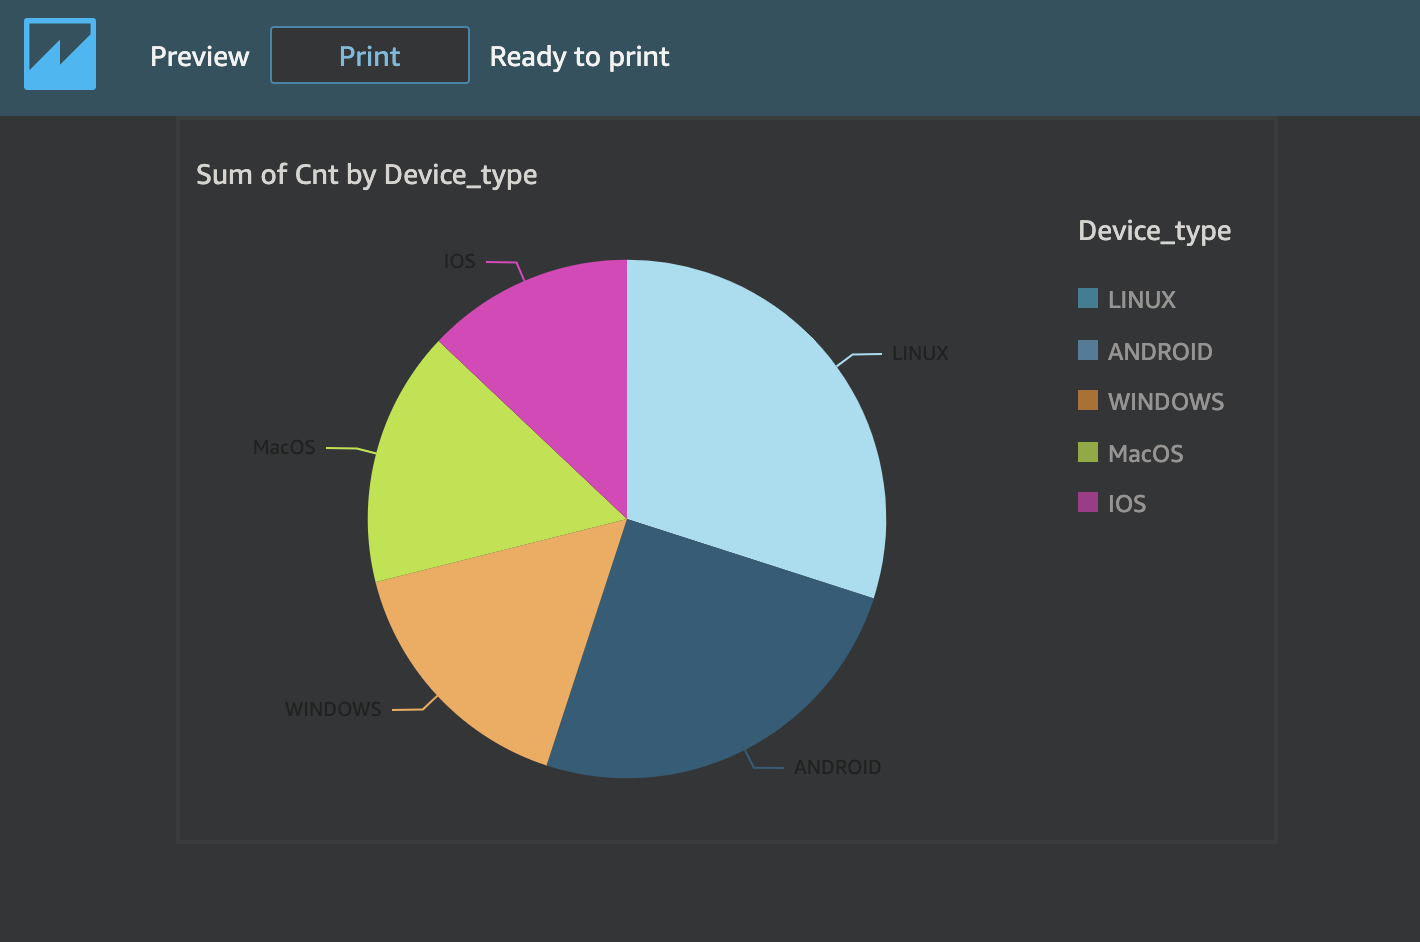 Preview
Print
Ready to print
Sum of Cnt by Device_type
Device_type
LINUX
ANDROID
WINDOWS
MacOS
IOS
IOS
LINUX
MacOS
WINDOWS
ANDROID